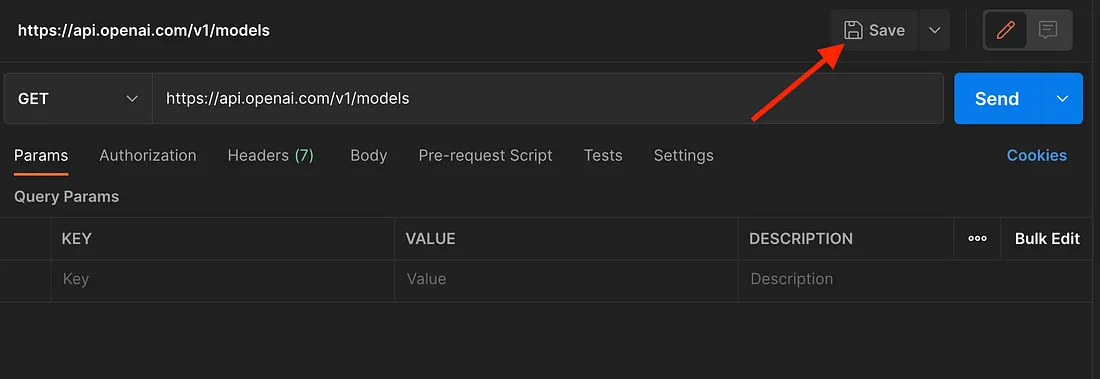 https://api.openai.com/v1/models
Save
GET
https://api.openai.com/v1/models
Send
Params Authorization Headers (7) Body Pre-request Script Tests Settings Cookies
Query Params
KEY VALUE DESCRIPTION Bulk Edit
Key Value Description